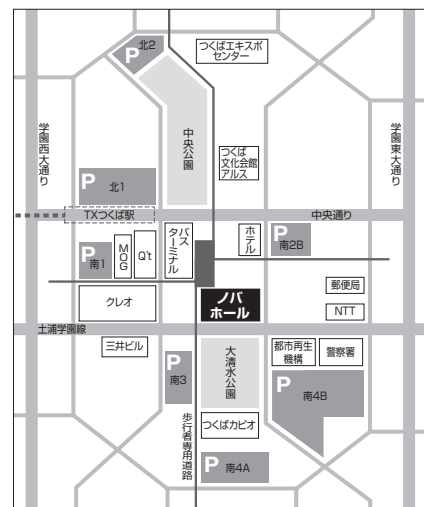 北2
P
つくばエキスポ
センター
中央公園
学園西大通り
学園東大通り
つくば
文化会館
アルス
P
北1
TXつくば駅
中央通り
P
南1
MOG
Q't
バス
ターミナル
ホテル
P
南2B
郵便局
クレオ
ノバ
ホール
NTT
土浦学園線
三井ビル
P
南3
大清水公園
都市再生
機構
警察署
P
南4B
歩行者専用道路
つくばカピオ
P
南4A